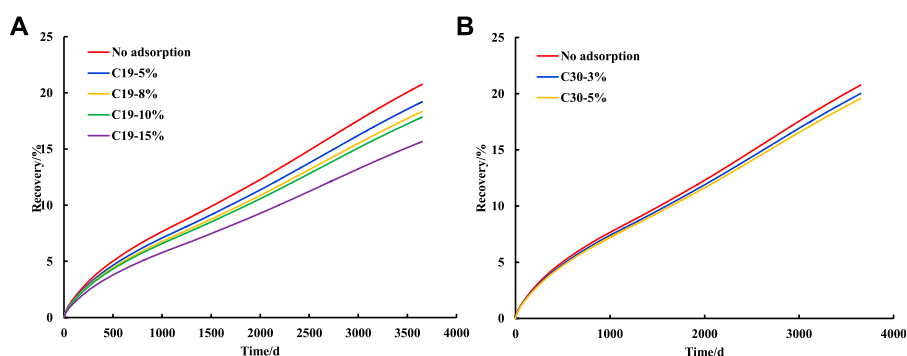 A
25
20
15
10
5
0
Recovery/%
No adsorption
C19-5%
C19-8%
C19-10%
C19-15%
0 500 1000 1500 2000 2500 3000 3500 4000
Time/d
B
25
20
15
10
5
0
Recovery/%
No adsorption
C30-3%
C30-5%
0 1000 2000 3000 4000
Time/d